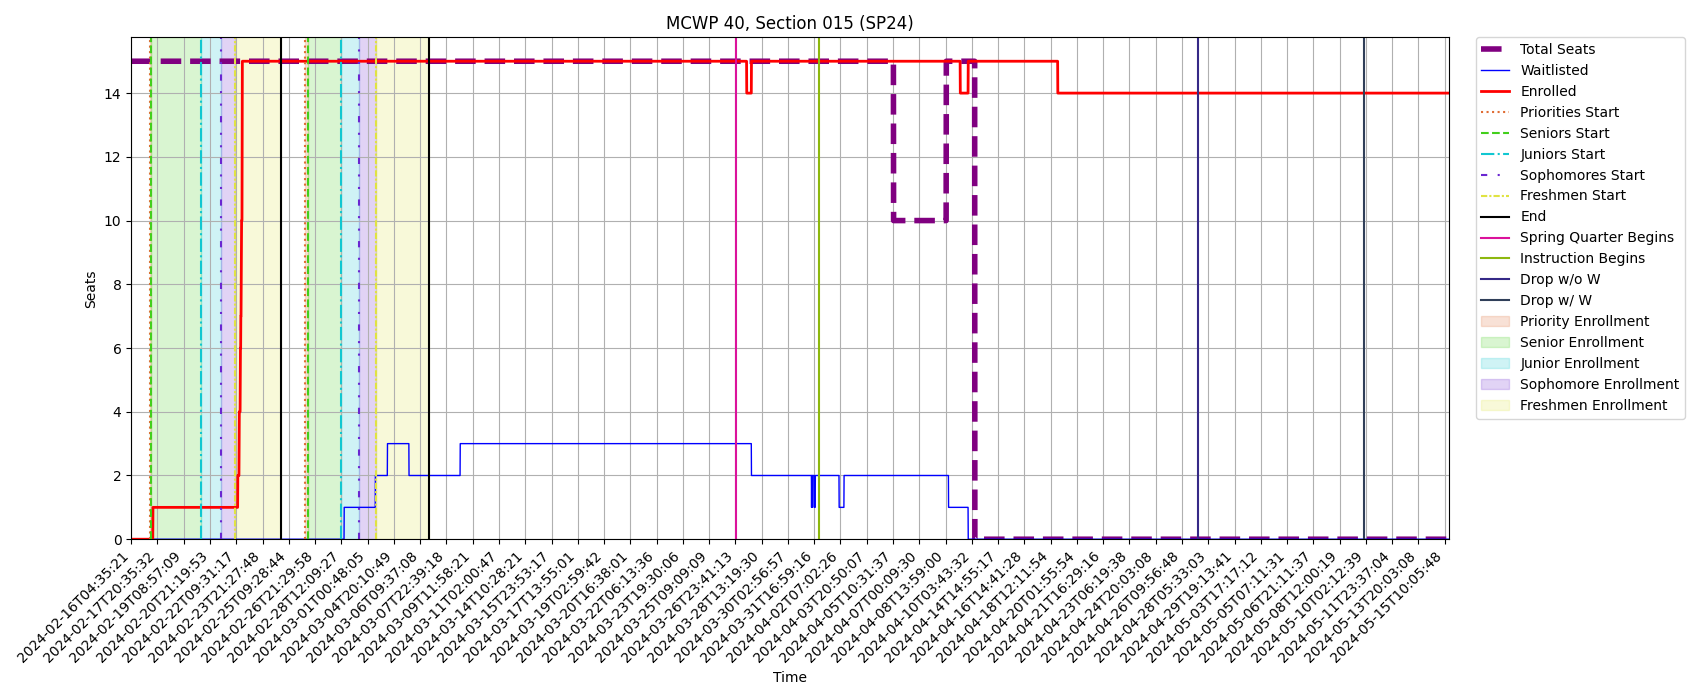 MCWP 40, Section 015 (SP24)
Seats
14
12
10
8
6
4
2
0
2024-02-16T04:35:21
2024-02-17T20:35:32
2024-02-19T08:57:09
2024-02-20T21:19:53
2024-02-22T09:31:17
2024-02-23T21:27:48
2024-02-25T09:28:44
2024-02-26T21:29:58
2024-02-28T12:09:27
2024-03-01T00:48:05
2024-03-04T20:10:49
2024-03-06T09:37:08
2024-03-07T22:39:18
2024-03-09T11:58:21
2024-03-11T02:00:47
2024-03-14T10:28:21
2024-03-15T23:53:17
2024-03-17T13:55:01
2024-03-19T02:59:42
2024-03-20T16:38:01
2024-03-22T06:13:36
2024-03-23T19:30:06
2024-03-25T09:09:09
2024-03-26T23:41:13
2024-03-28T13:19:30
2024-03-30T02:56:57
2024-03-31T16:59:16
2024-04-02T07:02:26
2024-04-03T20:50:07
2024-04-05T10:31:37
2024-04-07T00:09:30
2024-04-08T13:59:00
2024-04-10T03:43:32
2024-04-14T14:55:17
2024-04-16T14:41:28
2024-04-18T12:11:54
2024-04-20T01:55:54
2024-04-21T16:29:16
2024-04-23T06:19:38
2024-04-24T20:03:08
2024-04-26T09:56:48
2024-04-28T05:33:03
2024-04-29T19:13:41
2024-05-03T17:17:12
2024-05-05T07:11:31
2024-05-06T21:11:37
2024-05-08T12:00:19
2024-05-10T02:12:39
2024-05-11T23:37:04
2024-05-13T20:03:08
2024-05-15T10:05:48
Time
Total Seats
Waitlisted
Enrolled
Priorities Start
Seniors Start
Juniors Start
Sophomores Start
Freshmen Start
End
Spring Quarter Begins
Instruction Begins
Drop w/o W
Drop w/ W
Priority Enrollment
Senior Enrollment
Junior Enrollment
Sophomore Enrollment
Freshmen Enrollment